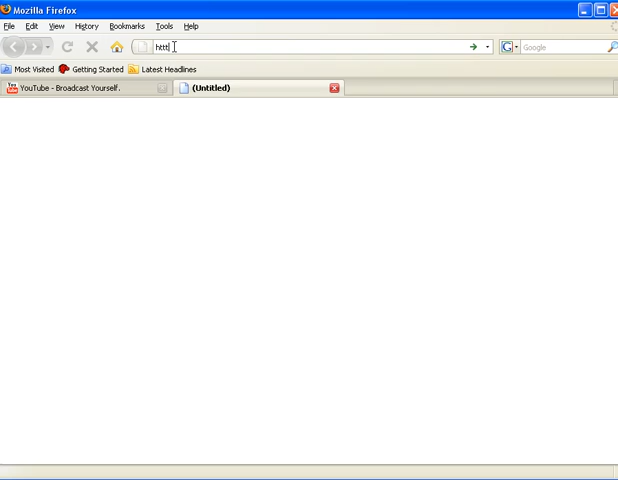 Mozilla Firefox
File Edit View History Bookmarks Tools Help
httt
Google
Most Visited Getting Started Latest Headlines
YouTube - Broadcast Yourself. (Untitled)